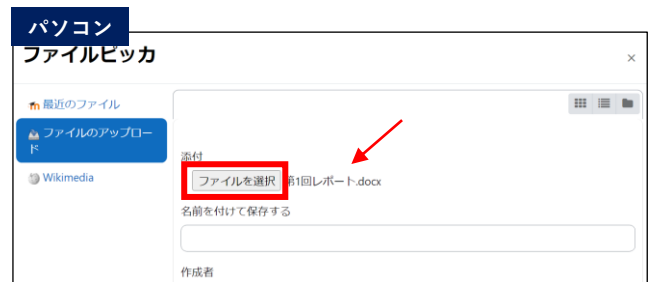 パソコン
ファイルピッカ
×
最近のファイル
ファイルのアップロー
ド
Wikimedia
添付
ファイルを選択 第1回レポート.docx
名前を付けて保存する
作成者